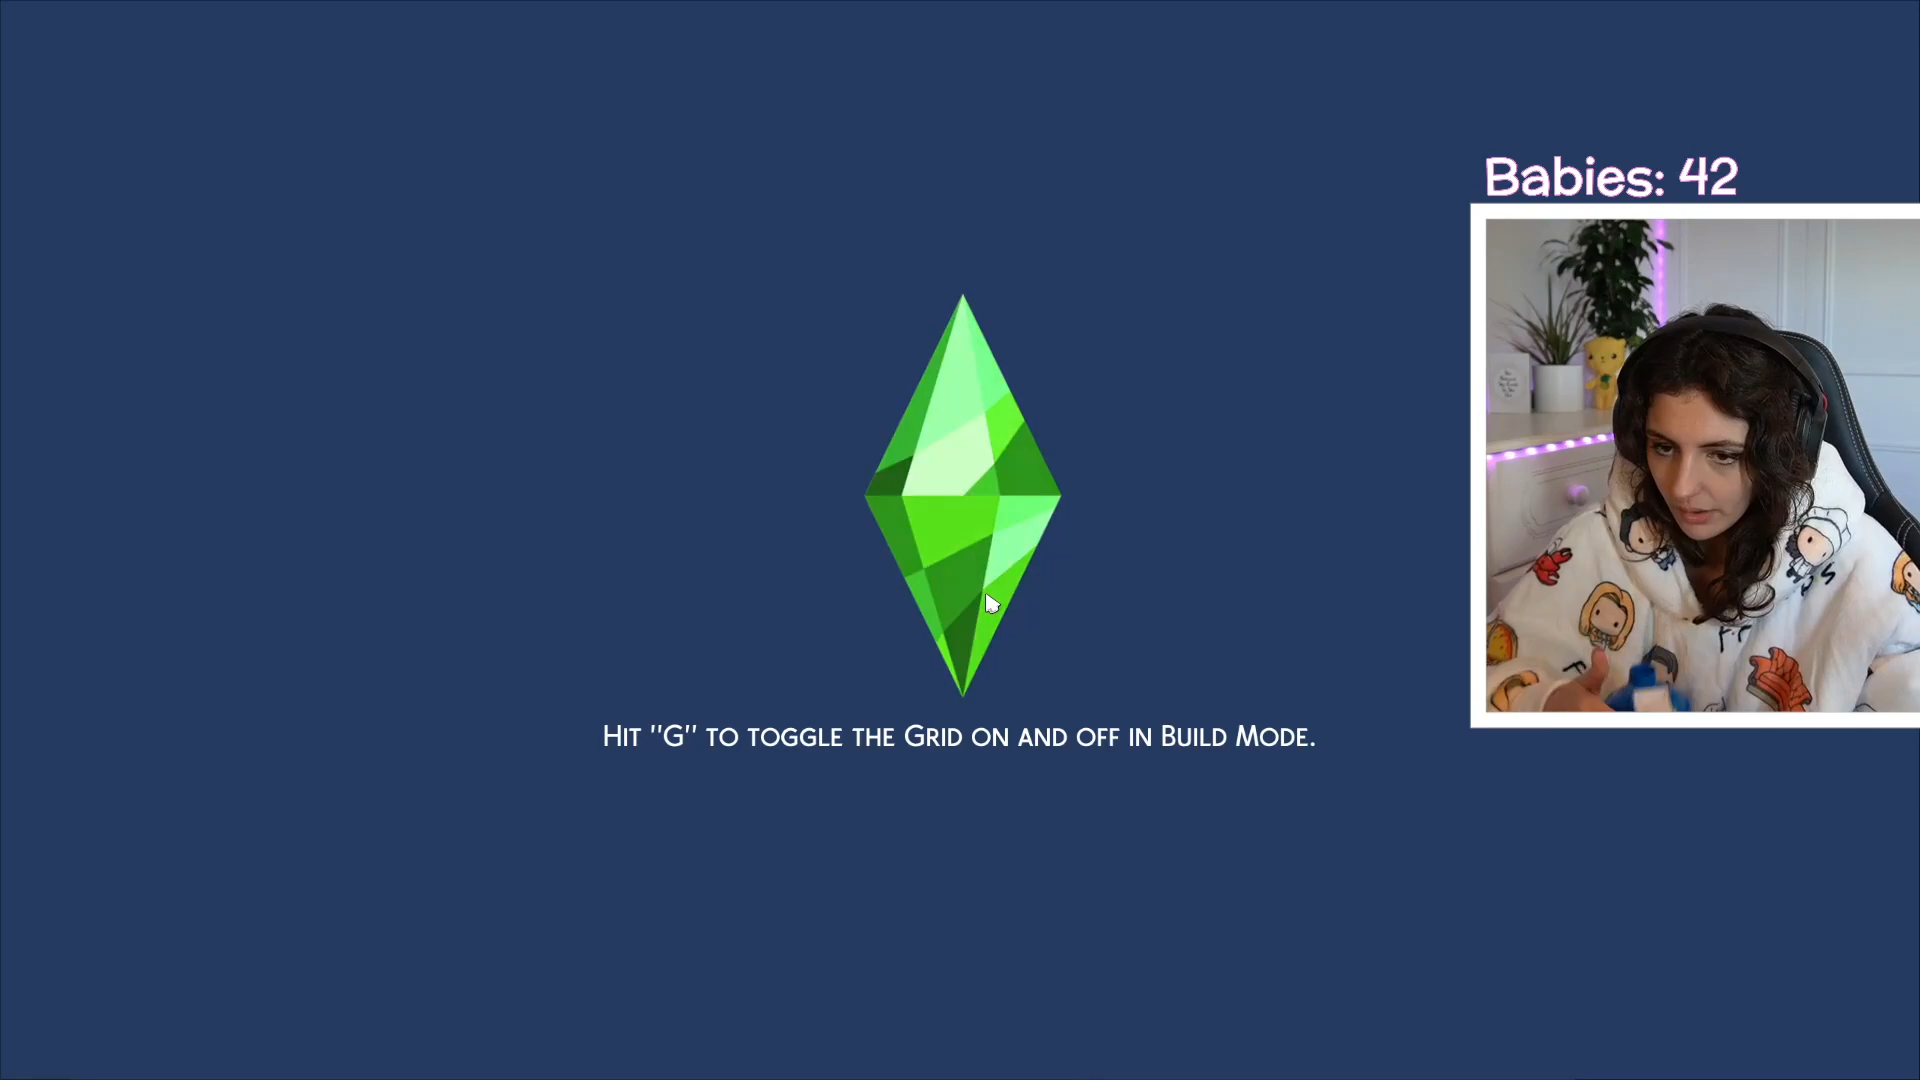 Babies: 42
Hit "G" to toggle the Grid on and off in Build Mode.